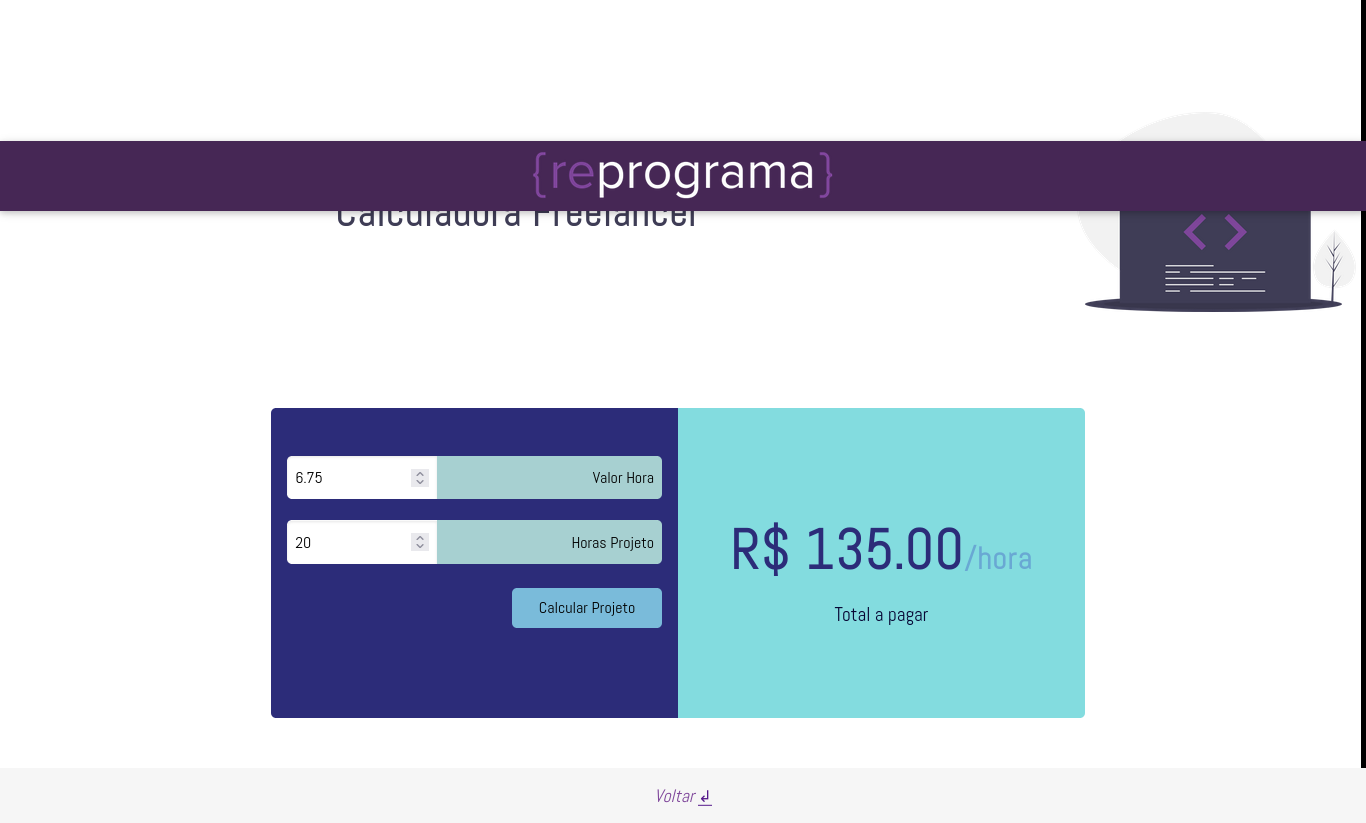 {reprograma}
Calculadora Freelancer
6.75 Valor Hora
20 Horas Projeto
Calcular Projeto
R$ 135.00/hora
Total a pagar
Voltar ↲